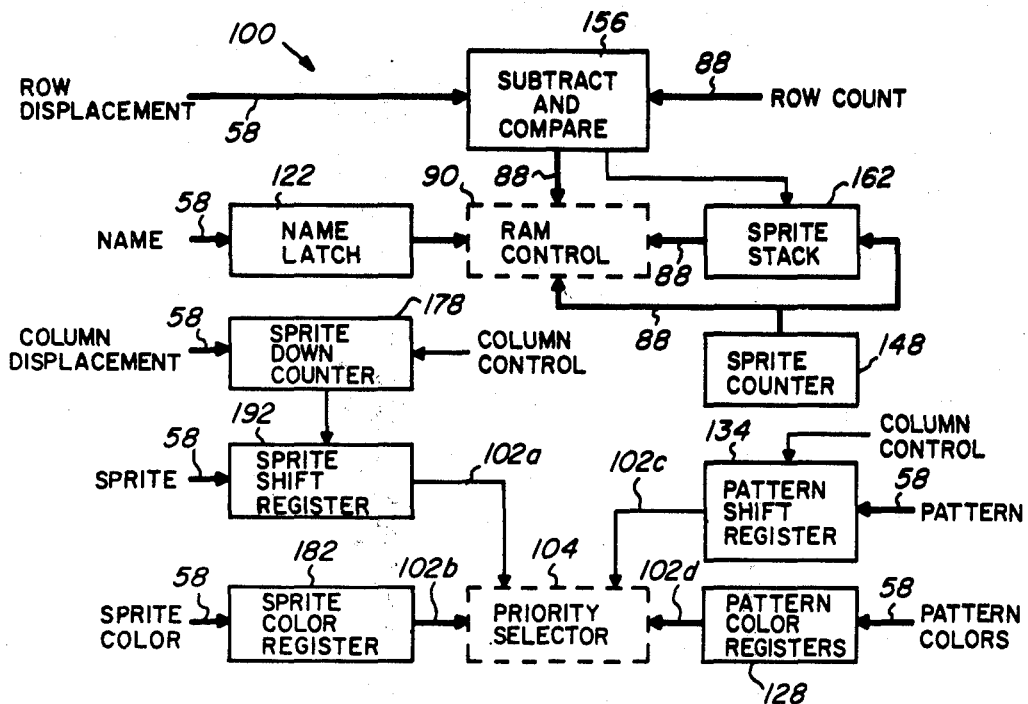 100
156
ROW
DISPLACEMENT
58
SUBTRACT
AND
COMPARE
88
ROW COUNT
58
NAME
122
NAME
LATCH
90
88
RAM
CONTROL
88
162
SPRITE
STACK
88
COLUMN
DISPLACEMENT
58
178
SPRITE
DOWN
COUNTER
COLUMN
CONTROL
SPRITE
COUNTER
148
192
58
SPRITE
SPRITE
SHIFT
REGISTER
102a
102c
134
PATTERN
SHIFT
REGISTER
COLUMN
CONTROL
58
PATTERN
58
SPRITE
COLOR
182
SPRITE
COLOR
REGISTER
102b
104
PRIORITY
SELECTOR
102d
PATTERN
COLOR
REGISTERS
128
58
PATTERN
COLORS